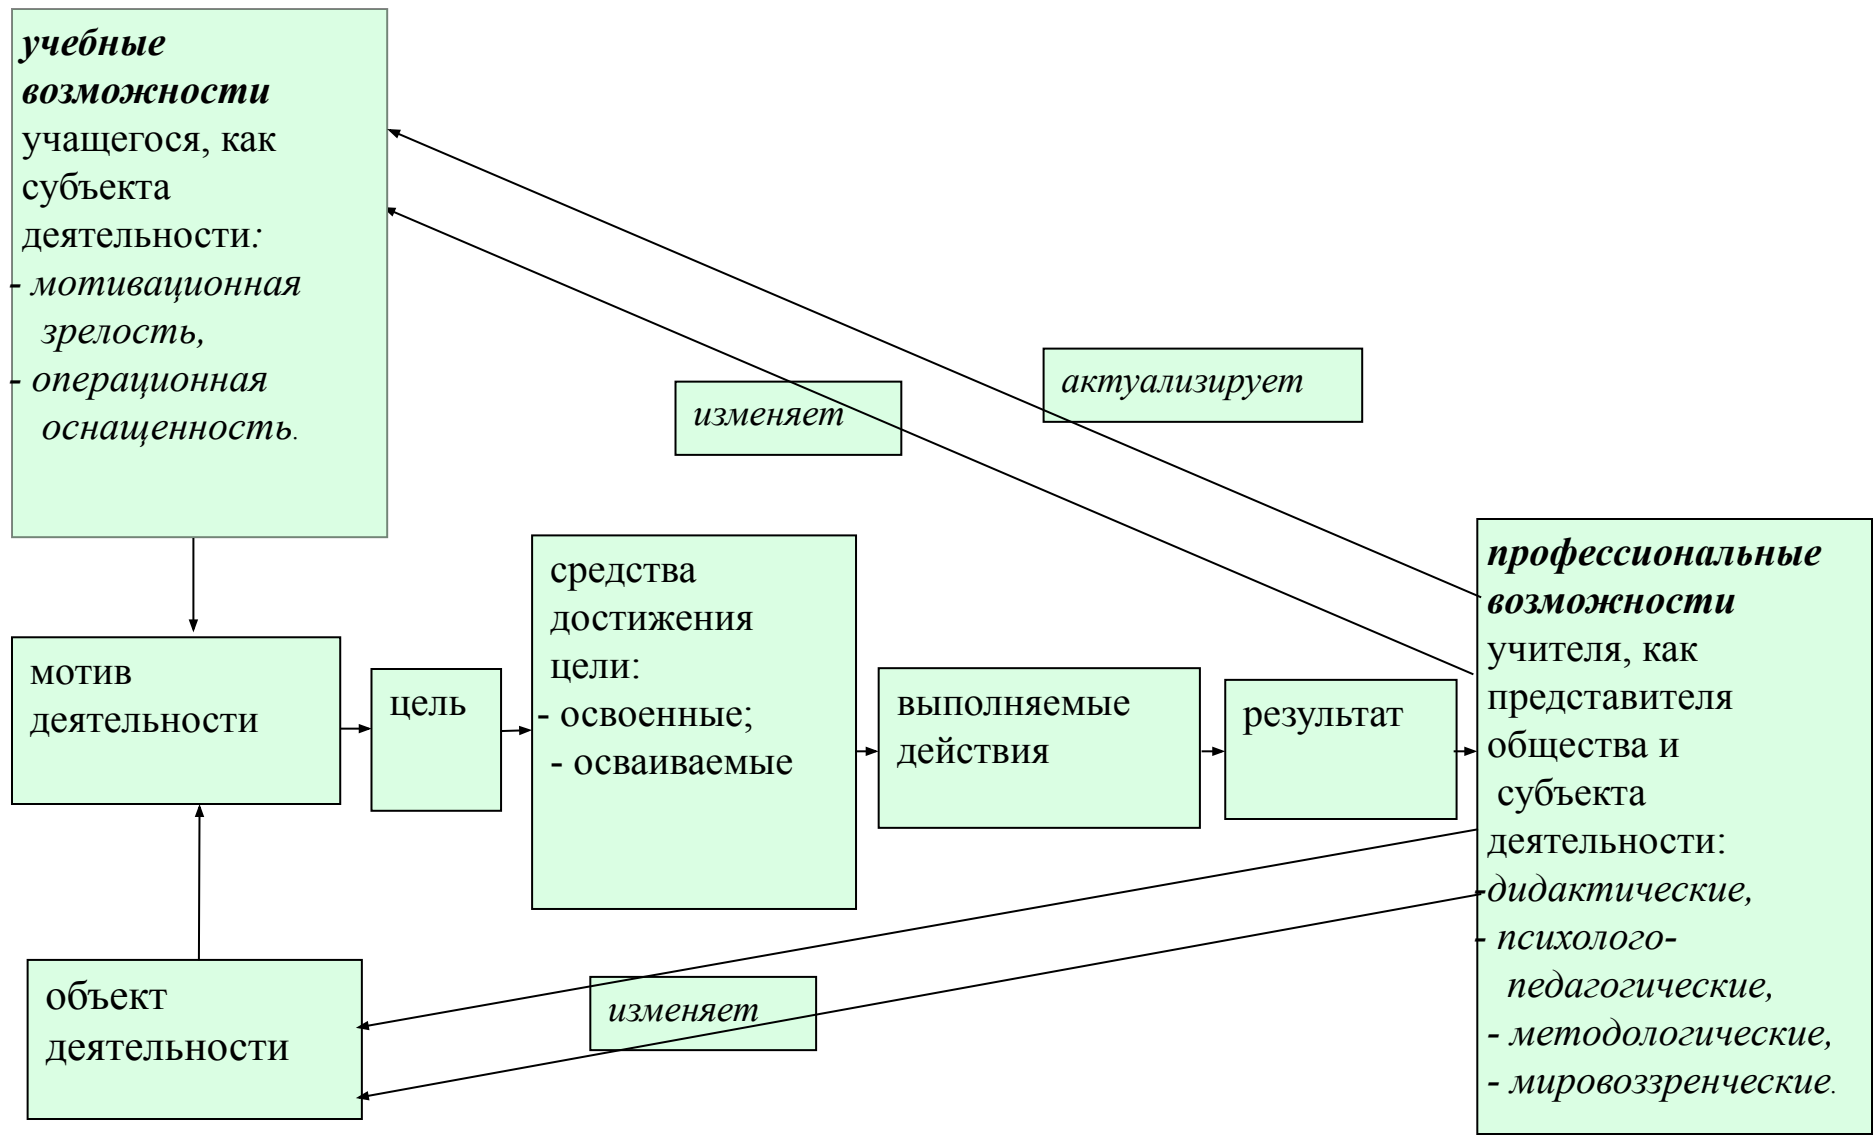 учебные
возможности
учащегося, как
субъекта
деятельности:
- мотивационная
зрелость,
- операционная
оснащенность.
изменяет
актуализирует
мотив
деятельности
цель
средства
достижения
цели:
- освоенные;
- осваиваемые
выполняемые
действия
результат
профессиональные
возможности
учителя, как
представителя
общества и
субъекта
деятельности:
-дидактические,
- психолого-
педагогические,
- методологические,
- мировоззренческие.
объект
деятельности
изменяет